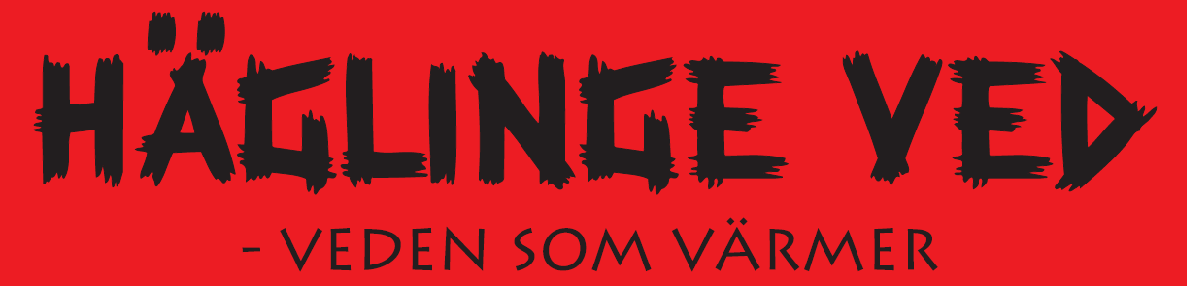 HÄGLINGE VED
- VEDEN SOM VÄRMER